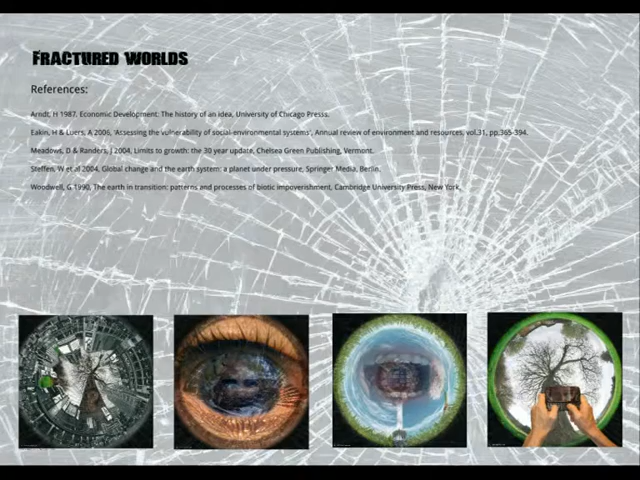 FRACTURED WORLDS
References:
Arndt, H 1987, Economic Development: The history of an idea, University of Chicago Presss.
Eakin, H & Luers, A 2006, 'Assessing the vulnerability of social-environmental systems', Annual review of environment and resources, vol.31, pp.365-394.
Meadows, D & Randers, J 2004, Limits to growth: the 30 year update, Chelsea Green Publishing, Vermont.
Steffen, W et al 2004, Global change and the earth system: a planet under pressure, Springer Media, Berlin.
Woodwell, G 1990, The earth in transition: patterns and processes of biotic impoverishment, Cambridge University Press, New York.